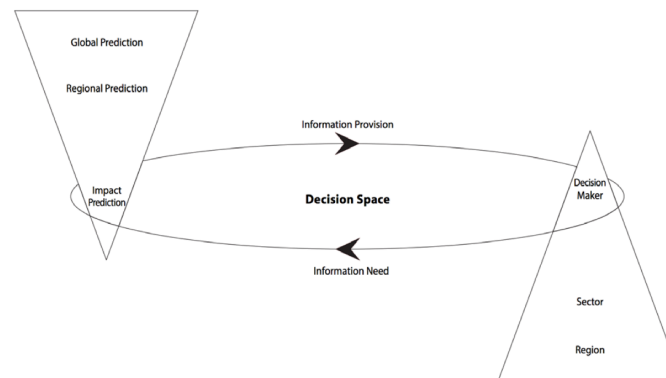 Global Prediction
Regional Prediction
Information Provision
Impact
Prediction
Decision Space
Decision
Maker
Information Need
Sector
Region